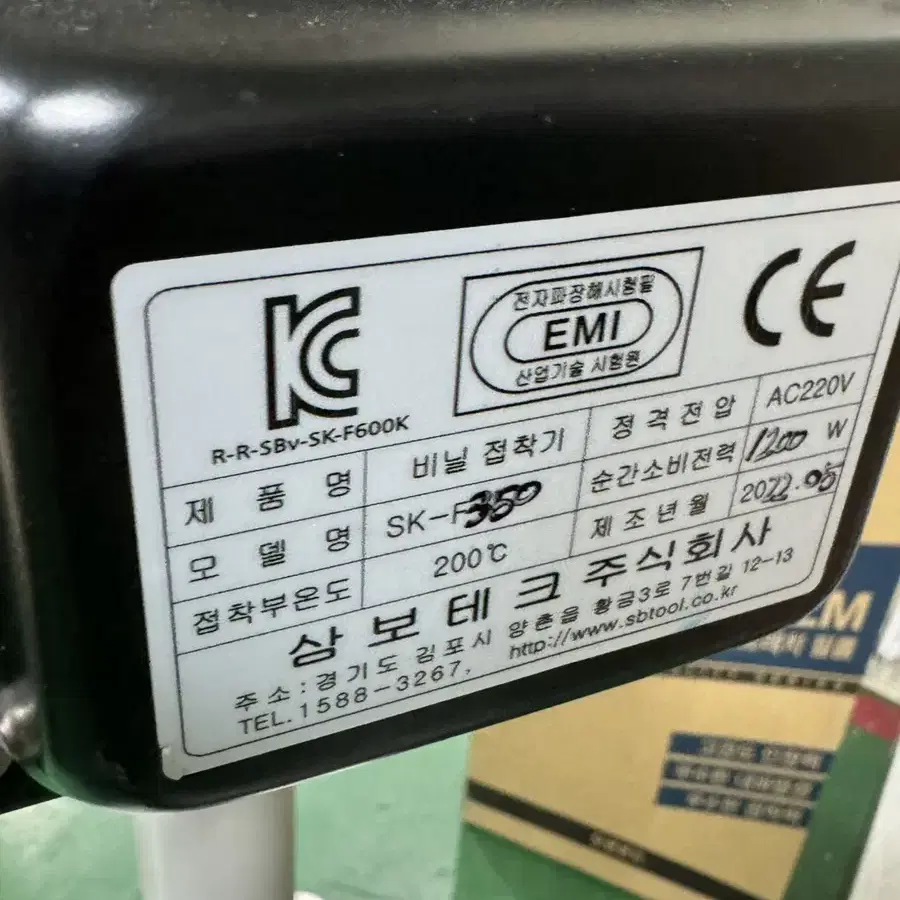 전자파장해시험필
EMI
산업기술 시험원
CE
KC
R-R-SBv-SK-F600K
제 품 명 비닐 접착기 정격전압 AC220V
모 델 명 SK-F350 순간소비전력 1200 W
접착부온도 200℃ 제조년월 2022.05
삼보테크주식회사
주소:경기도 김포시 양촌읍 황금3로 7번길 12-13
TEL.1588-3267, http://www.sbtool.co.kr